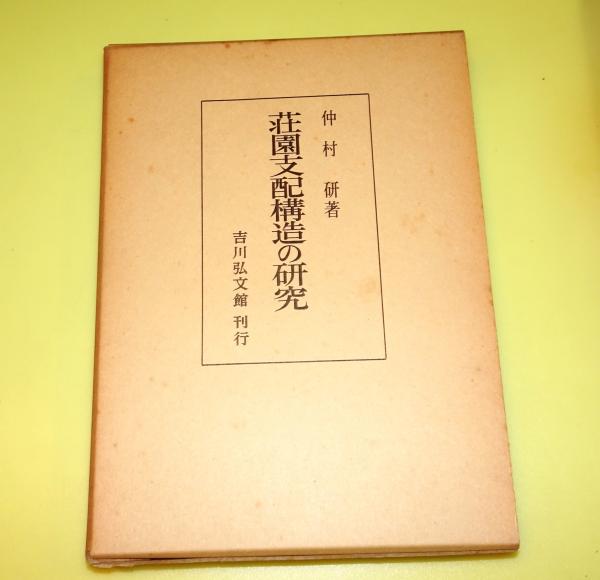 仲村研著
荘園支配構造の研究
吉川弘文館刊行